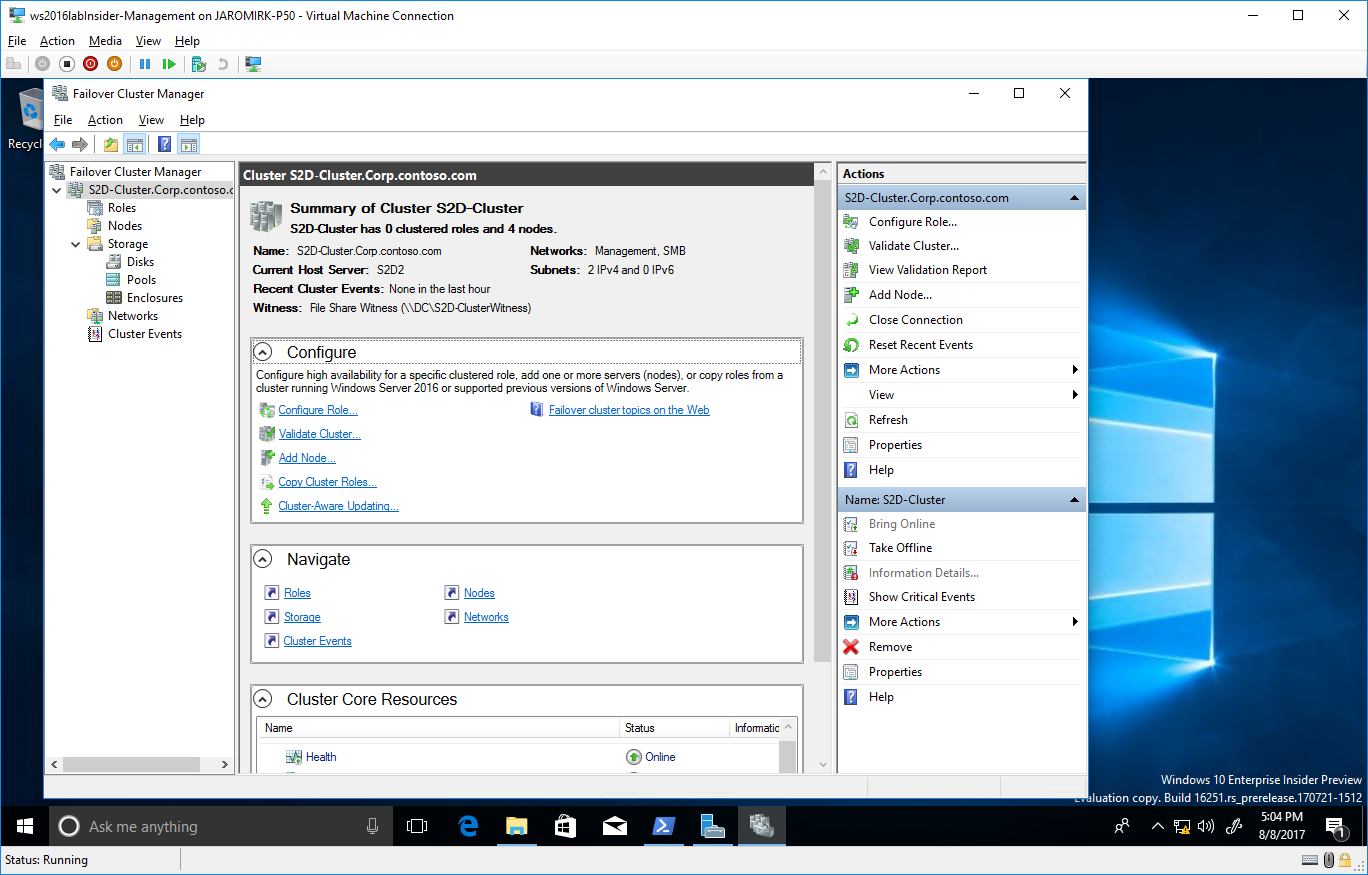 ws2016labInsider-Management on JAROMIRK-P50 - Virtual Machine Connection
File Action Media View Help
Failover Cluster Manager
File Action View Help
Failover Cluster Manager
S2D-Cluster.Corp.contoso.c
Roles
Nodes
Storage
Disks
Pools
Enclosures
Networks
Cluster Events
Cluster S2D-Cluster.Corp.contoso.com
Summary of Cluster S2D-Cluster
S2D-Cluster has 0 clustered roles and 4 nodes.
Name: S2D-Cluster.Corp.contoso.com Networks: Management, SMB
Current Host Server: S2D2 Subnets: 2 IPv4 and 0 IPv6
Recent Cluster Events: None in the last hour
Witness: File Share Witness (\\DC\S2D-ClusterWitness)
Configure
Configure high availability for a specific clustered role, add one or more servers (nodes), or copy roles from a
cluster running Windows Server 2016 or supported previous versions of Windows Server.
Configure Role... Failover cluster topics on the Web
Validate Cluster...
Add Node...
Copy Cluster Roles...
Cluster-Aware Updating...
Navigate
Roles Nodes
Storage Networks
Cluster Events
Cluster Core Resources
Name Status Informatic
Health Online
Actions
S2D-Cluster.Corp.contoso.com
Configure Role...
Validate Cluster...
View Validation Report
Add Node...
Close Connection
Reset Recent Events
More Actions
View
Refresh
Properties
Help
Name: S2D-Cluster
Bring Online
Take Offline
Information Details...
Show Critical Events
More Actions
Remove
Properties
Help
Recycl
Windows 10 Enterprise Insider Preview
Evaluation copy. Build 16251.rs_prerelease.170721-1512
Ask me anything
5:04 PM
8/8/2017
1
Status: Running